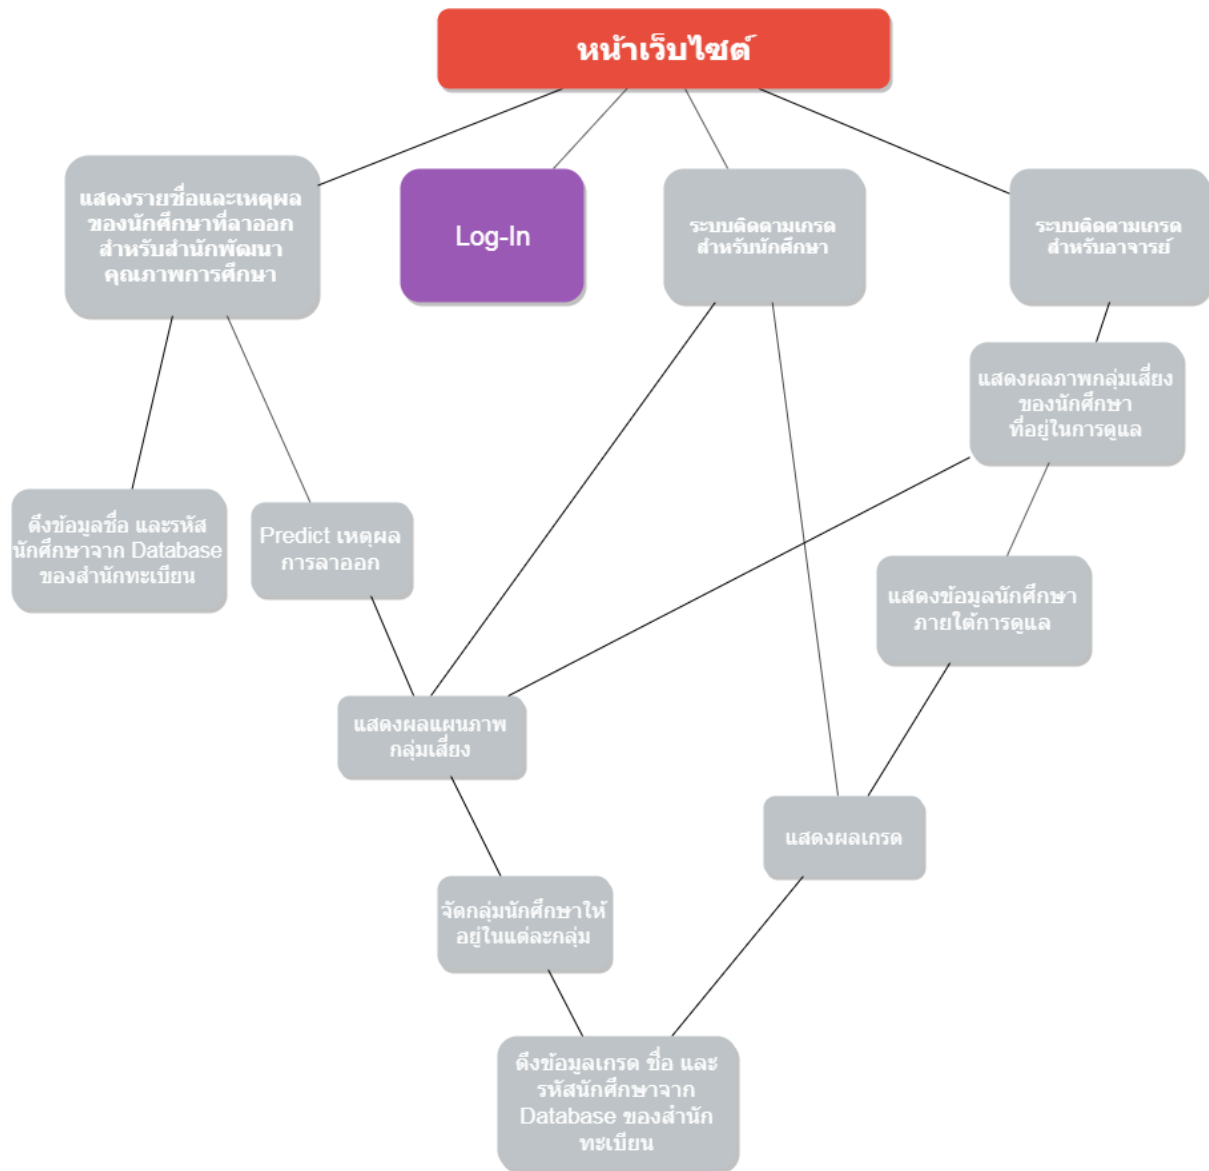 หน้าเว็บไซต์
แสดงรายชื่อและเหตุผล
ของนักศึกษาที่ลาออก
สำหรับสำนักพัฒนา
คุณภาพการศึกษา
Log-In
ระบบติดตามเกรด
สำหรับนักศึกษา
ระบบติดตามเกรด
สำหรับอาจารย์
แสดงผลภาพกลุ่มเสี่ยง
ของนักศึกษา
ที่อยู่ในการดูแล
ดึงข้อมูลชื่อ และรหัส
นักศึกษาจาก Database
ของสำนักทะเบียน
Predict เหตุผล
การลาออก
แสดงข้อมูลนักศึกษา
ภายใต้การดูแล
แสดงผลแผนภาพ
กลุ่มเสี่ยง
แสดงผลเกรด
จัดกลุ่มนักศึกษาให้
อยู่ในแต่ละกลุ่ม
ดึงข้อมูลเกรด ชื่อ และ
รหัสนักศึกษาจาก
Database ของสำนัก
ทะเบียน